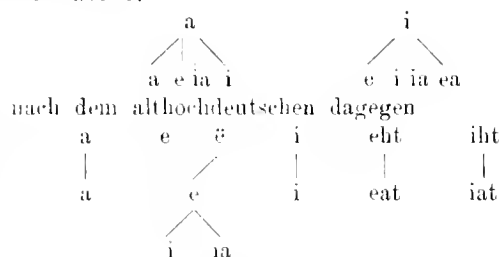 a i
a e ia i e i ia ea
nach dem althochdeutschen dagegen
a e ë i eht iht
a e i eat iat
i ia